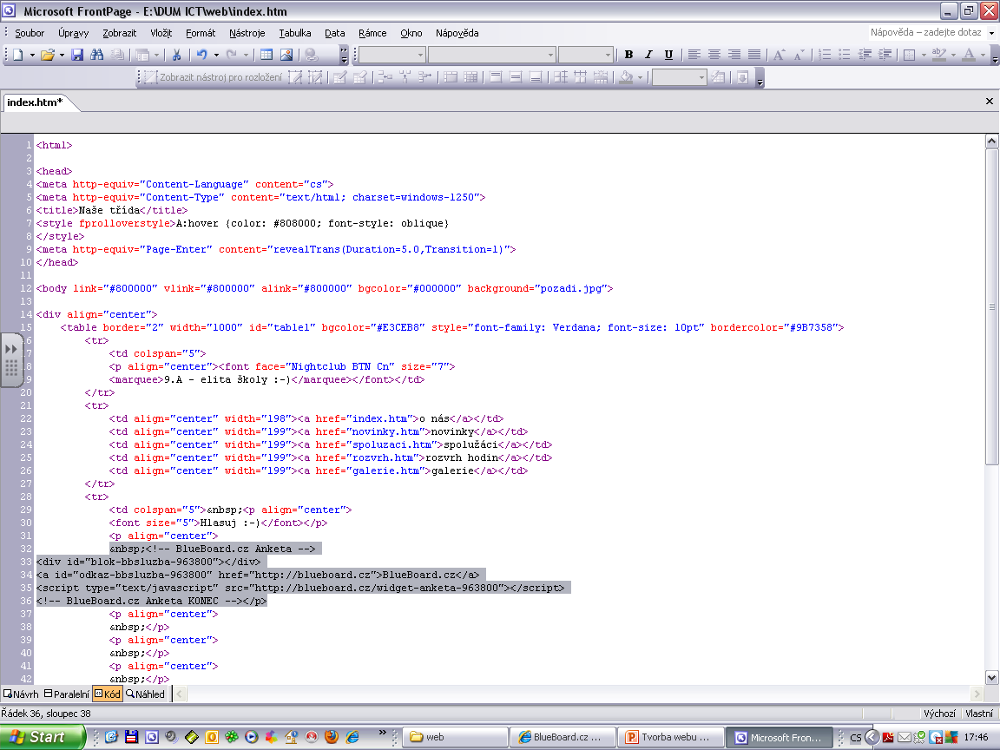 Microsoft FrontPage - E:\DUM ICT\web\index.htm
Soubor Úpravy Zobrazit Vložit Formát Nástroje Tabulka Data Rámce Okno Nápověda Nápověda – zadejte dotaz
B I U A A ab A
Zobrazit nástroj pro rozložení
index.htm*
1 <html>
2
3 <head>
4 <meta http-equiv="Content-Language" content="cs">
5 <meta http-equiv="Content-Type" content="text/html; charset=windows-1250">
6 <title>Naše třída</title>
7 <style fprolloverstyle>A:hover {color: #808000; font-style: oblique}
8 </style>
9 <meta http-equiv="Page-Enter" content="revealTrans(Duration=5.0,Transition=1)">
10 </head>
11
12 <body link="#800000" vlink="#800000" alink="#800000" bgcolor="#000000" background="pozadi.jpg">
13
14 <div align="center">
15 <table border="2" width="1000" id="table1" bgcolor="#E3CEB8" style="font-family: Verdana; font-size: 10pt" bordercolor="#9B7358">
6 <tr>
7 <td colspan="5">
8 <p align="center"><font face="Nightclub BTN Cn" size="7">
9 <marquee>9.A - elita školy :-)</marquee></font></td>
20 </tr>
21 <tr>
22 <td align="center" width="198"><a href="index.htm">o nás</a></td>
23 <td align="center" width="199"><a href="novinky.htm">novinky</a></td>
24 <td align="center" width="199"><a href="spoluzaci.htm">spolužáci</a></td>
25 <td align="center" width="199"><a href="rozvrh.htm">rozvrh hodin</a></td>
26 <td align="center" width="199"><a href="galerie.htm">galerie</a></td>
27 </tr>
28 <tr>
29 <td colspan="5">&nbsp;<p align="center">
30 <font size="5">Hlasuj :-)</font></p>
31 <p align="center">
32 &nbsp;<!-- BlueBoard.cz Anketa -->
33 <div id="blok-bbsluzba-963800"></div>
34 <a id="odkaz-bbsluzba-963800" href="http://blueboard.cz">BlueBoard.cz</a>
35 <script type="text/javascript" src="http://blueboard.cz/widget-anketa-963800"></script>
36 <!-- BlueBoard.cz Anketa KONEC --></p>
37 <p align="center">
38 &nbsp;</p>
39 <p align="center">
40 &nbsp;</p>
41 <p align="center">
42 &nbsp;</p>
Návrh Paralelní Kód Náhled
Řádek 36, sloupec 38 Výchozí Vlastní
Start web BlueBoard.cz ... Tvorba webu ... Microsoft Fron... CS 17:46